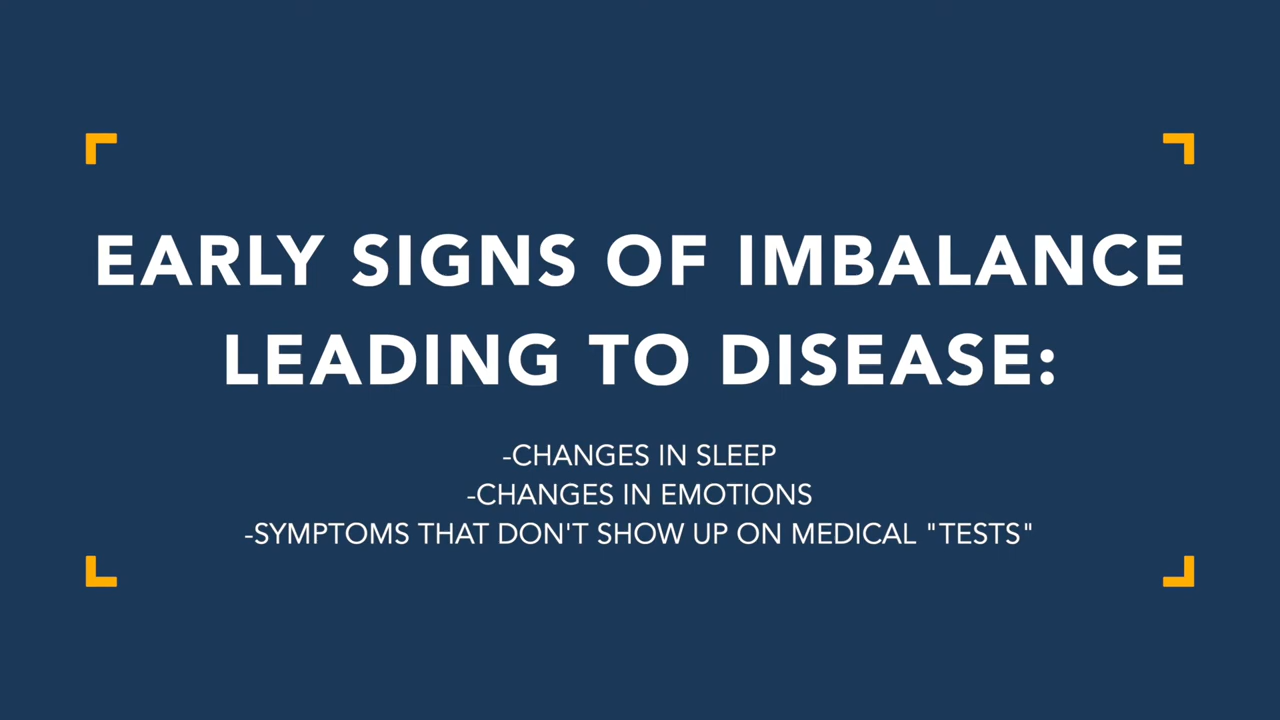 EARLY SIGNS OF IMBALANCE
LEADING TO DISEASE:
-CHANGES IN SLEEP
-CHANGES IN EMOTIONS
-SYMPTOMS THAT DON'T SHOW UP ON MEDICAL "TESTS"